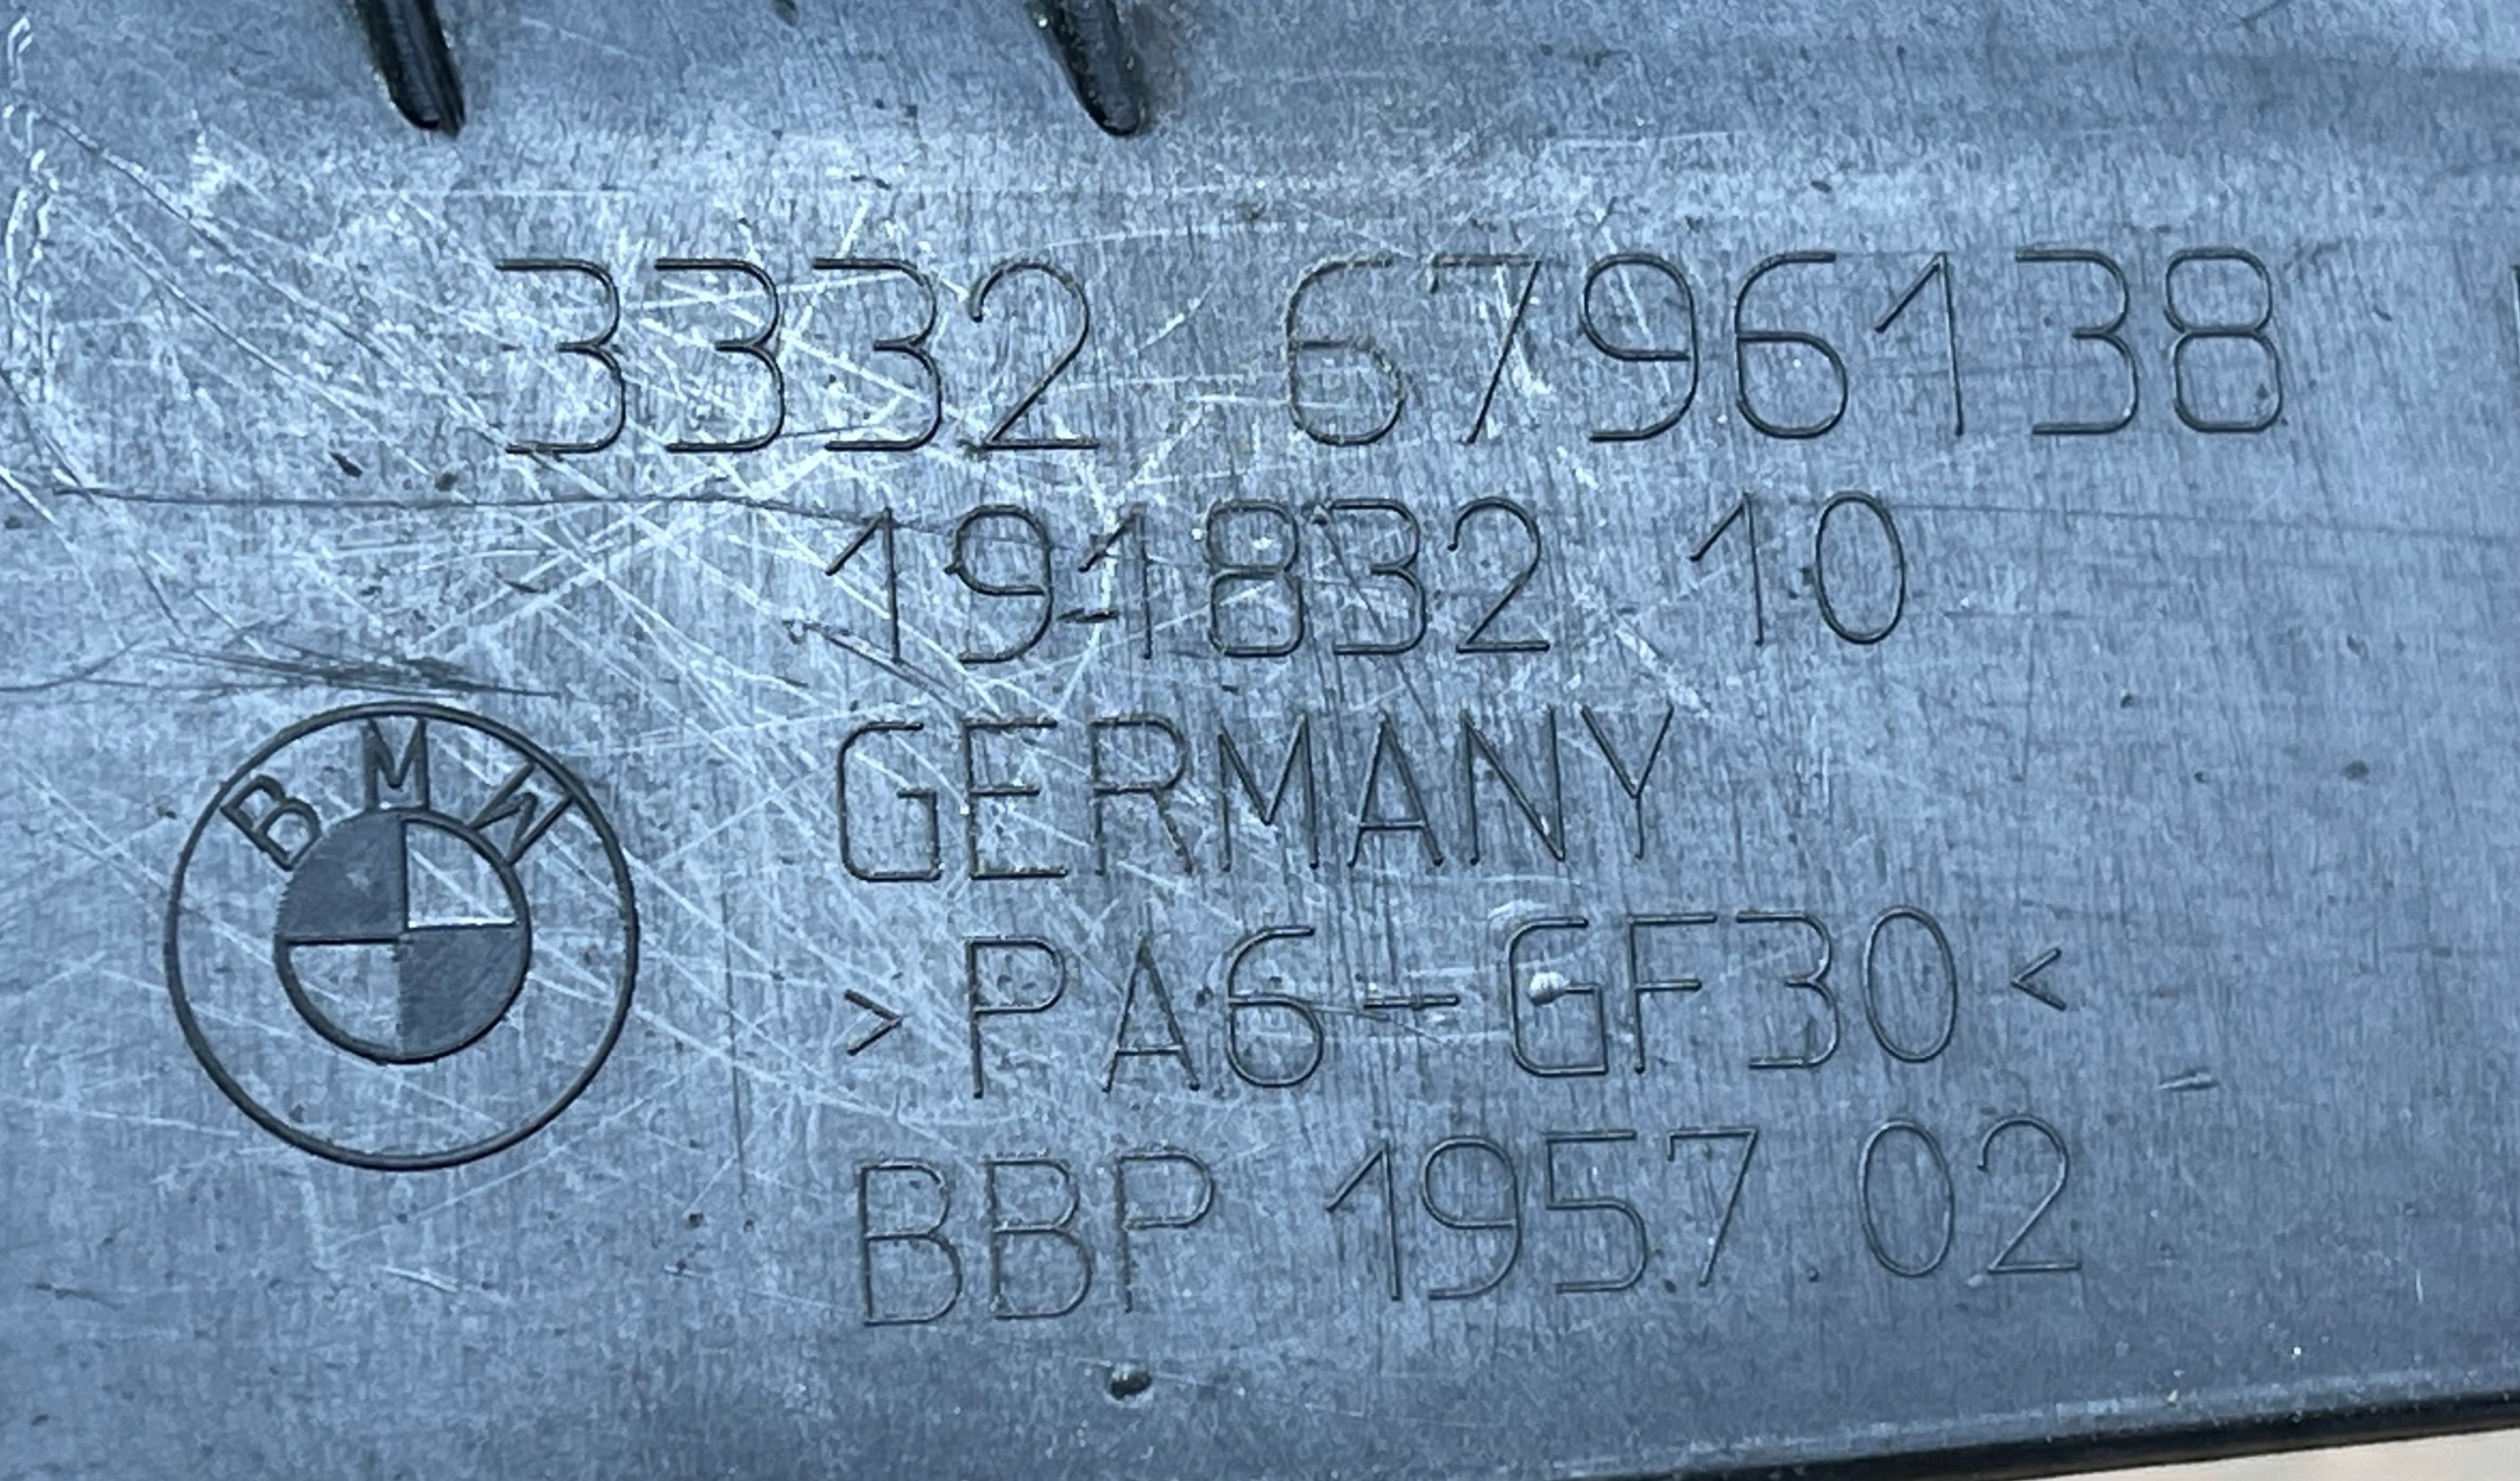 3332 6796138
191832 10
GERMANY
BMW
>PA6-GF30<
BBP 1957 02